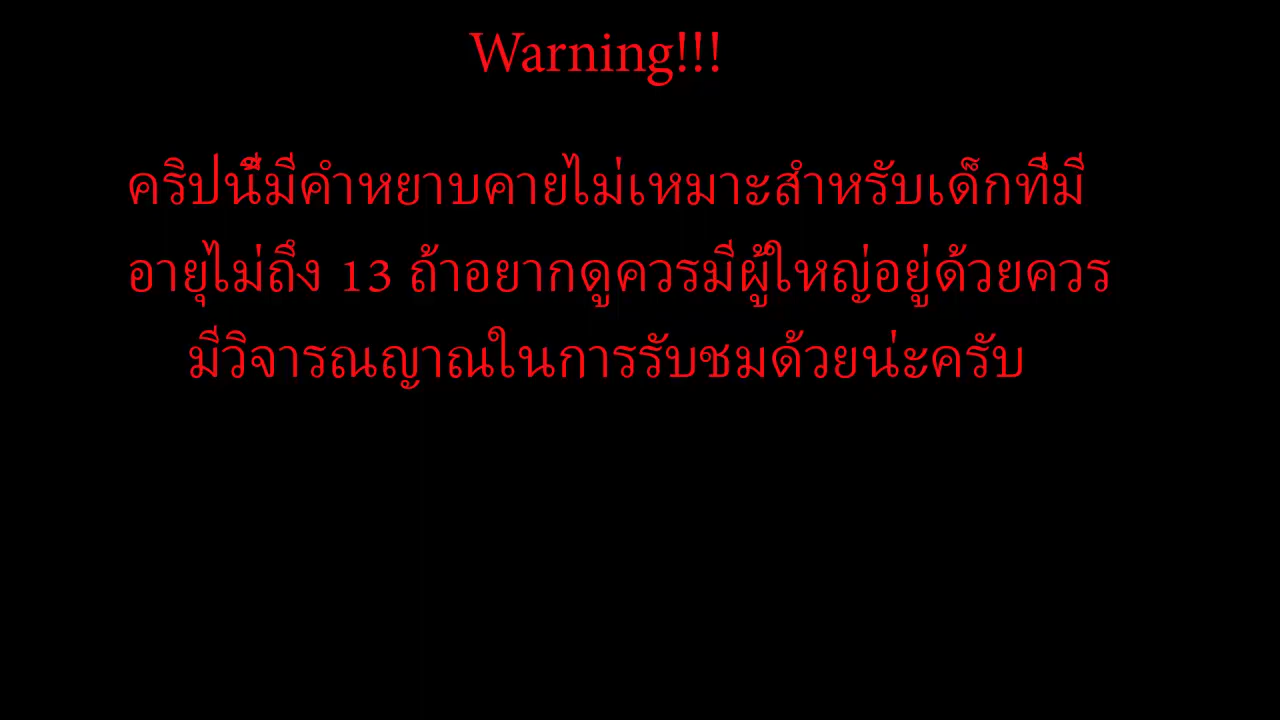 Warning!!!
คริปนี้มีคำหยาบคายไม่เหมาะสำหรับเด็กที่มี
อายุไม่ถึง 13 ถ้าอยากดูควรมีผู้ใหญ่อยู่ด้วยควร
มีวิจารณญาณในการรับชมด้วยน่ะครับ